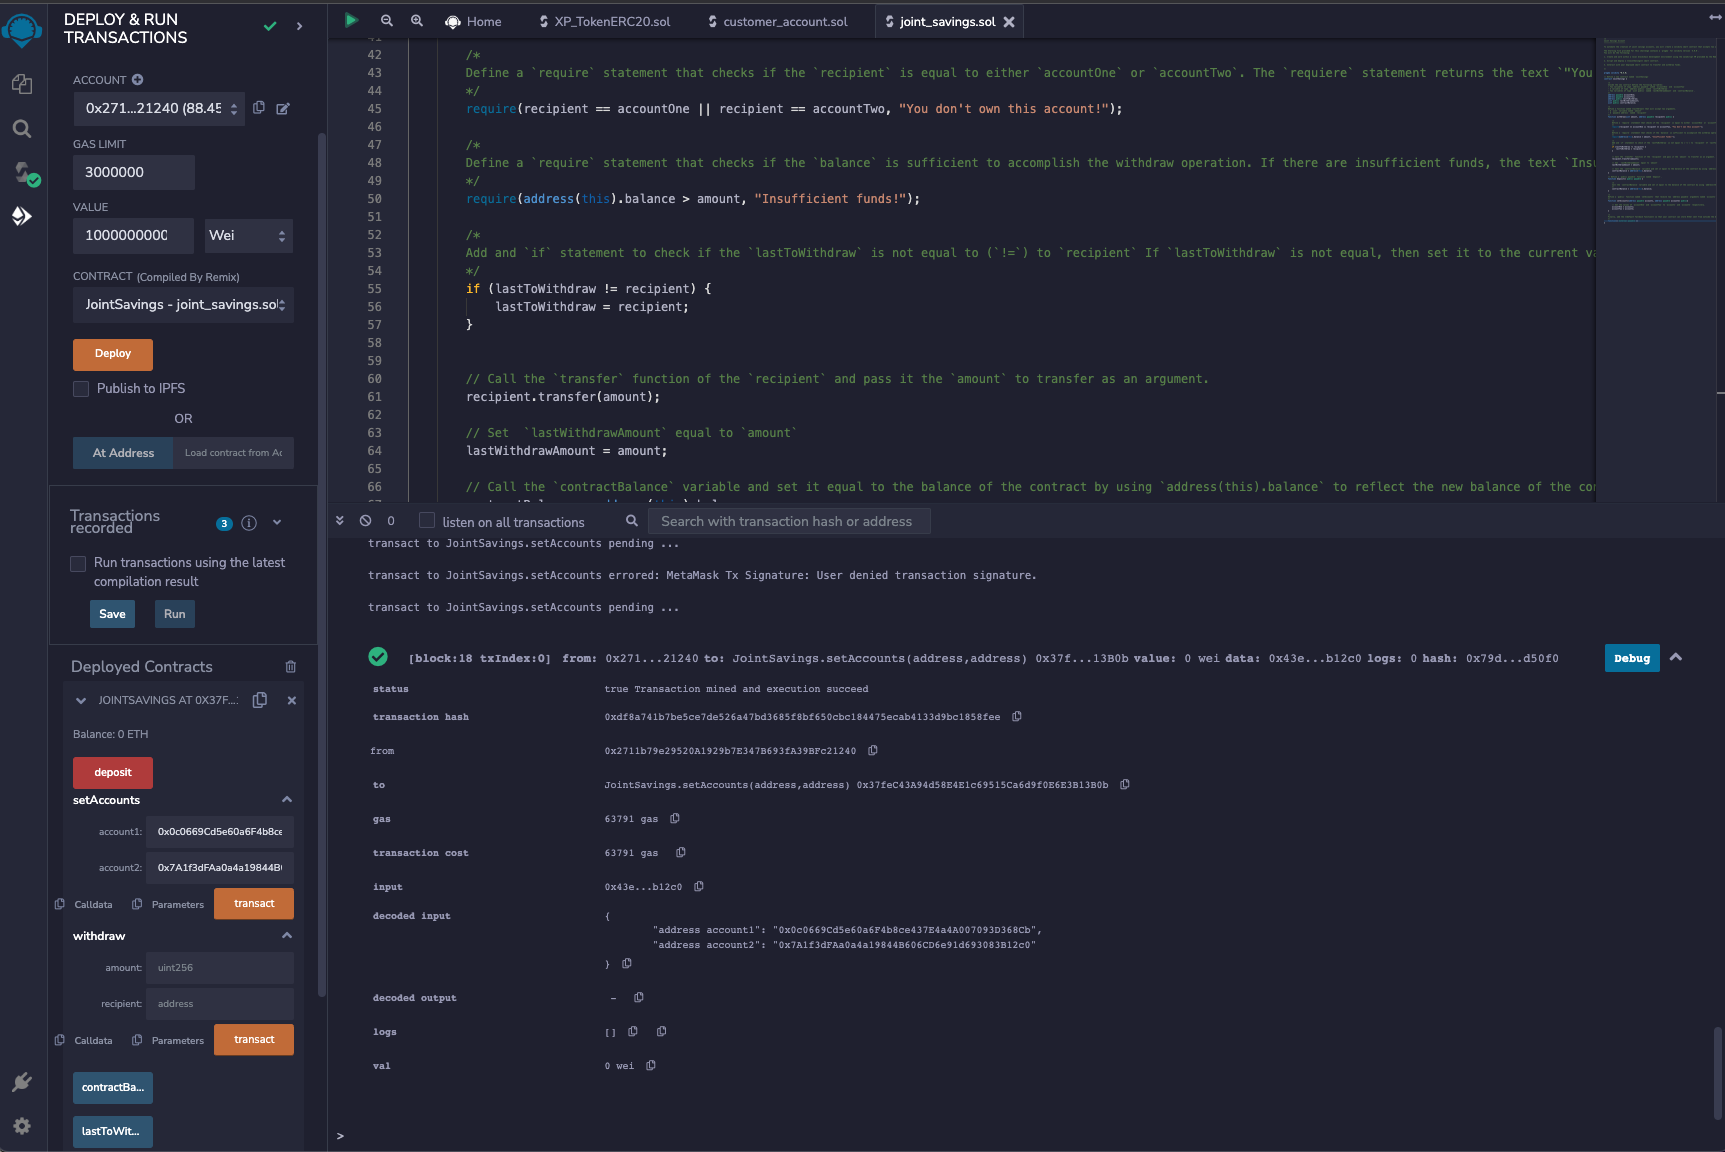 DEPLOY & RUN
TRANSACTIONS
ACCOUNT
0x271...21240 (88.45
GAS LIMIT
3000000
VALUE
1000000000
Wei
CONTRACT (Compiled By Remix)
JointSavings - joint_savings.sol
Deploy
Publish to IPFS
OR
At Address
Load contract from Ac
Transactions
recorded
3
Run transactions using the latest
compilation result
Save
Run
Deployed Contracts
JOINTSAVINGS AT 0X37F...
Balance: 0 ETH
deposit
setAccounts
account1: 0x0c0669Cd5e60a6F4b8ce
account2: 0x7A1f3dFAa0a4a19844B
Calldata
Parameters
transact
withdraw
amount: uint256
recipient: address
Calldata
Parameters
transact
contractBa...
lastToWit...
Home
XP_TokenERC20.sol
customer_account.sol
joint_savings.sol
41
42 /*
43 Define a `require` statement that checks if the `recipient` is equal to either `accountOne` or `accountTwo`. The `requiere` statement returns the text `"You
44 */
45 require(recipient == accountOne || recipient == accountTwo, "You don't own this account!");
46
47 /*
48 Define a `require` statement that checks if the `balance` is sufficient to accomplish the withdraw operation. If there are insufficient funds, the text `Insu
49 */
50 require(address(this).balance > amount, "Insufficient funds!");
51
52 /*
53 Add and `if` statement to check if the `lastToWithdraw` is not equal to (`!=`) to `recipient` If `lastToWithdraw` is not equal, then set it to the current va
54 */
55 if (lastToWithdraw != recipient) {
56 lastToWithdraw = recipient;
57 }
58
59
60 // Call the `transfer` function of the `recipient` and pass it the `amount` to transfer as an argument.
61 recipient.transfer(amount);
62
63 // Set  `lastWithdrawAmount` equal to `amount`
64 lastWithdrawAmount = amount;
65
66 // Call the `contractBalance` variable and set it equal to the balance of the contract by using `address(this).balance` to reflect the new balance of the con
0
listen on all transactions
Search with transaction hash or address
transact to JointSavings.setAccounts pending ...
transact to JointSavings.setAccounts errored: MetaMask Tx Signature: User denied transaction signature.
transact to JointSavings.setAccounts pending ...
[block:18 txIndex:0] from: 0x271...21240 to: JointSavings.setAccounts(address,address) 0x37f...13B0b value: 0 wei data: 0x43e...b12c0 logs: 0 hash: 0x79d...d50f0
Debug
status true Transaction mined and execution succeed
transaction hash 0xdf8a741b7be5ce7de526a47bd3685f8bf650cbc184475ecab4133d9bc1858fee
from 0x2711b79e29520A1929b7E347B693fA39BFc21240
to JointSavings.setAccounts(address,address) 0x37feC43A94d58E4E1c69515Ca6d9f0E6E3B13B0b
gas 63791 gas
transaction cost 63791 gas
input 0x43e...b12c0
decoded input {
"address account1": "0x0c0669Cd5e60a6F4b8ce437E4a4A007093D368Cb",
"address account2": "0x7A1f3dFAa0a4a19844B606CD6e91d693083B12c0"
}
decoded output -
logs []
val 0 wei
>